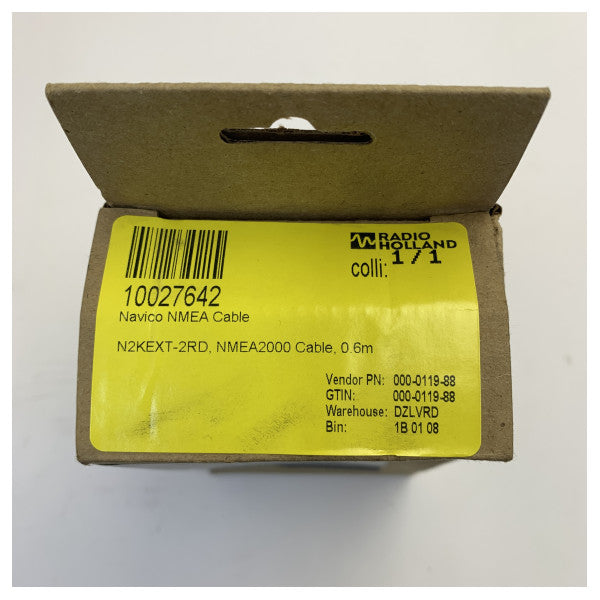 RADIO
HOLLAND
colli: 1 / 1
10027642
Navico NMEA Cable
N2KEXT-2RD, NMEA2000 Cable, 0.6m
Vendor PN: 000-0119-88
GTIN: 000-0119-88
Warehouse: DZLVRD
Bin: 1B 01 08